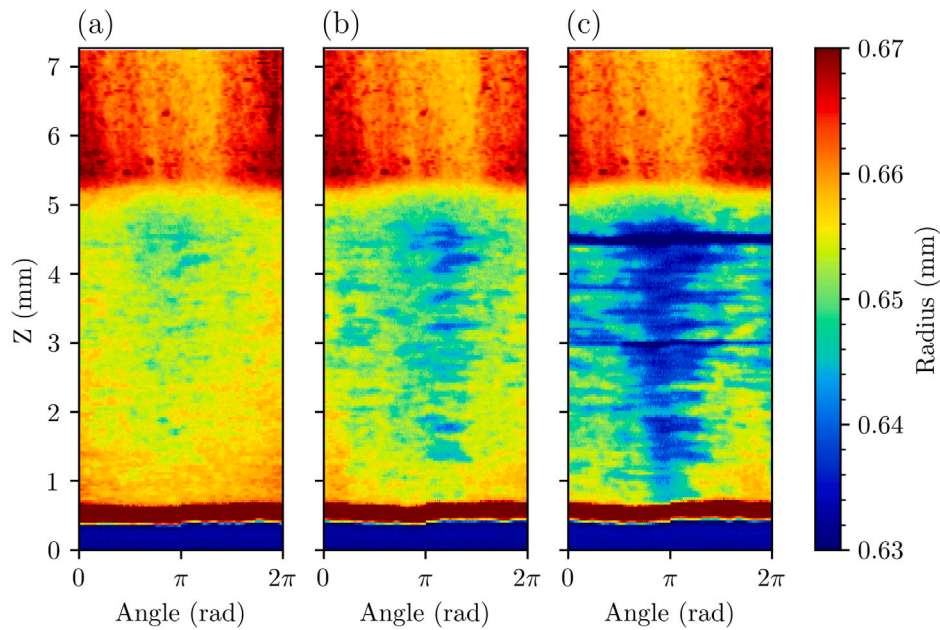 (a) (b) (c)
7
6
5
4
3
2
1
0
Z (mm)
0 π 2π
0 π 2π
0 π 2π
Angle (rad) Angle (rad) Angle (rad)
0.67
0.66
0.65
0.64
0.63
Radius (mm)